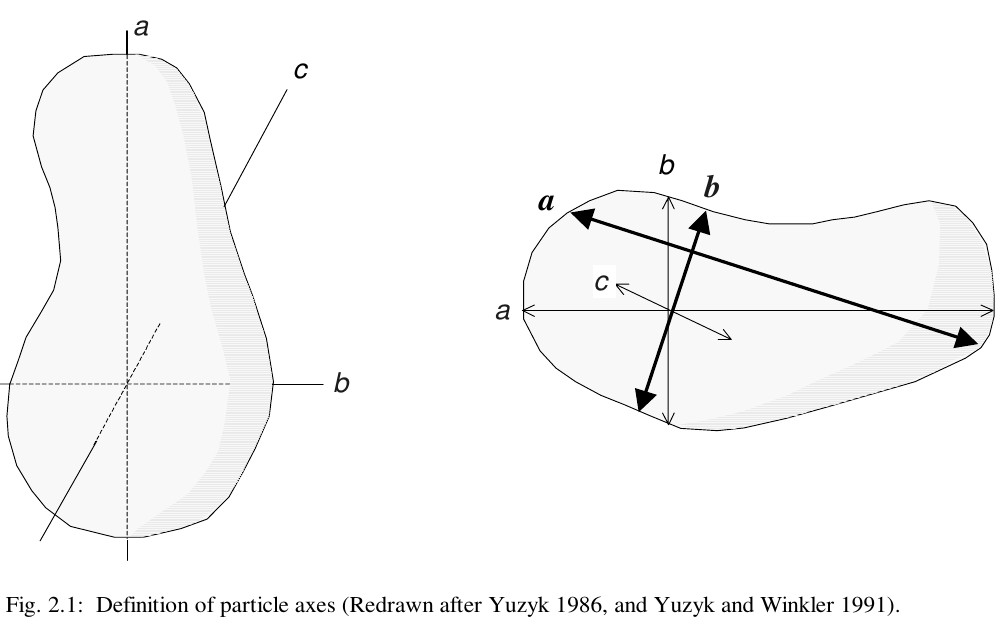 a
c
b
b
b
a
c
a
Fig. 2.1: Definition of particle axes (Redrawn after Yuzyk 1986, and Yuzyk and Winkler 1991).